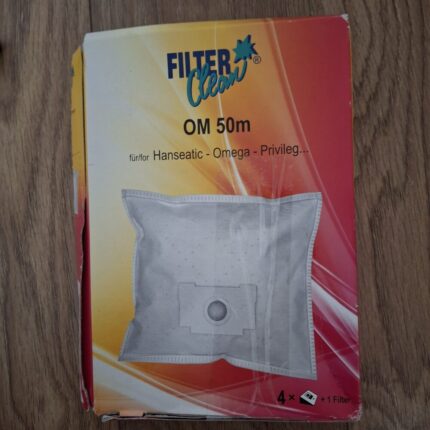 FILTER
Clean ®
OM 50m
für/for Hanseatic - Omega - Privileg...
4 × + 1 Filter